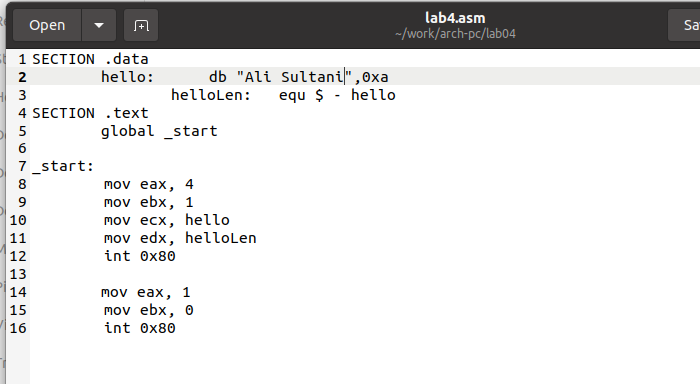 Open
lab4.asm
~/work/arch-pc/lab04
1 SECTION .data
2 hello: db "Ali Sultani",0xa
3 helloLen: equ $ - hello
4 SECTION .text
5 global _start
6
7 _start:
8 mov eax, 4
9 mov ebx, 1
10 mov ecx, hello
11 mov edx, helloLen
12 int 0x80
13
14 mov eax, 1
15 mov ebx, 0
16 int 0x80